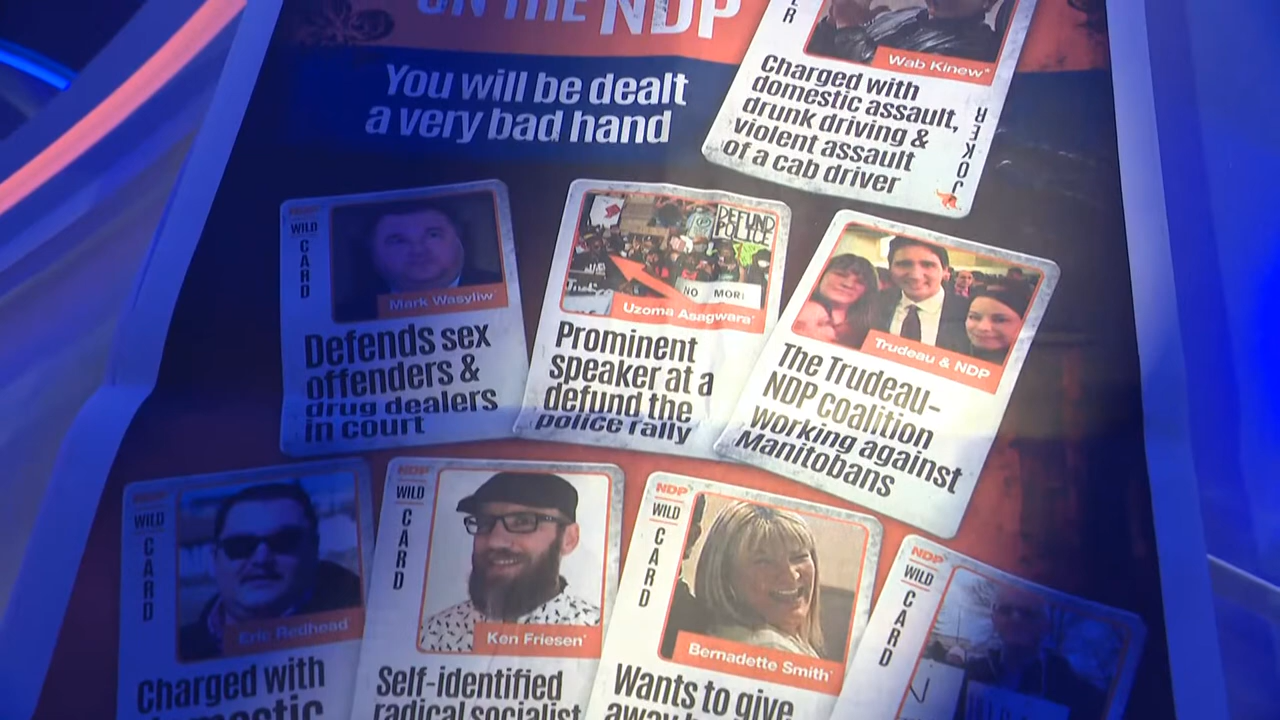 ON THE NDP
You will be dealt
a very bad hand
Wab Kinew*
Charged with
domestic assault,
drunk driving &
violent assault
of a cab driver
JOKER
NDP
WILD
CARD
Mark Wasyliw
Defends sex
offenders &
drug dealers
in court
DEFUND
POLICE
NO MORE
Uzoma Asagwara*
Prominent
speaker at a
defund the
police rally
Trudeau & NDP
The Trudeau-
NDP coalition
working against
Manitobans
NDP
WILD
CARD
Eric Redhead
Charged with
domestic
NDP
WILD
CARD
Ken Friesen*
Self-identified
radical socialist
NDP
WILD
CARD
Bernadette Smith*
Wants to give
away
NDP
WILD
CARD